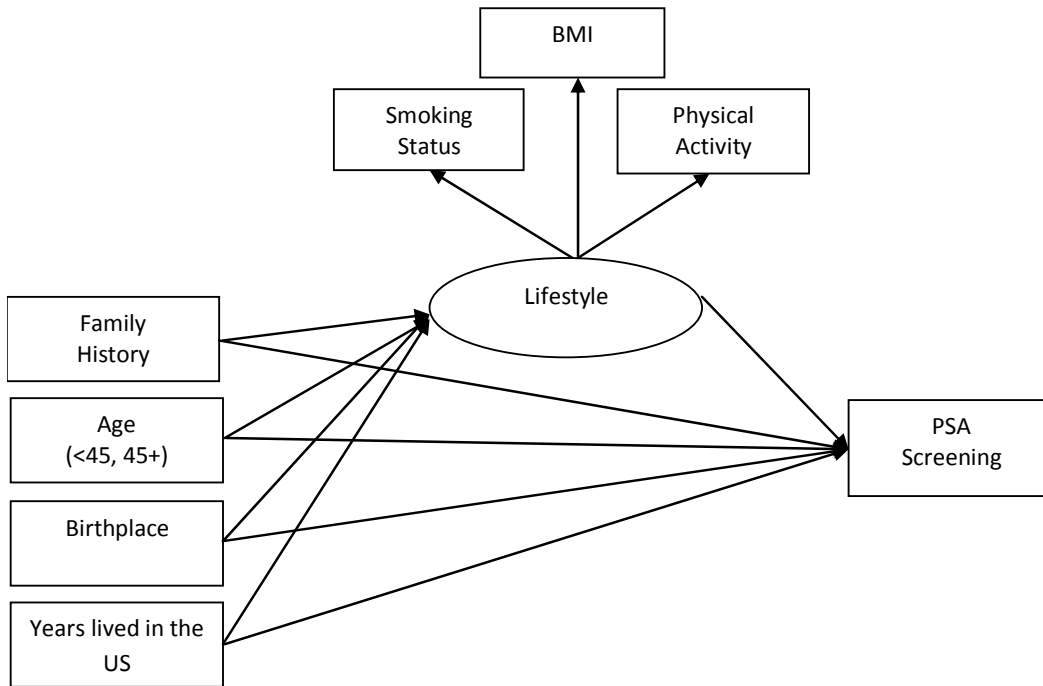 BMI
Smoking
Status
Physical
Activity
Lifestyle
Family
History
Age
(<45, 45+)
Birthplace
Years lived in the
US
PSA
Screening